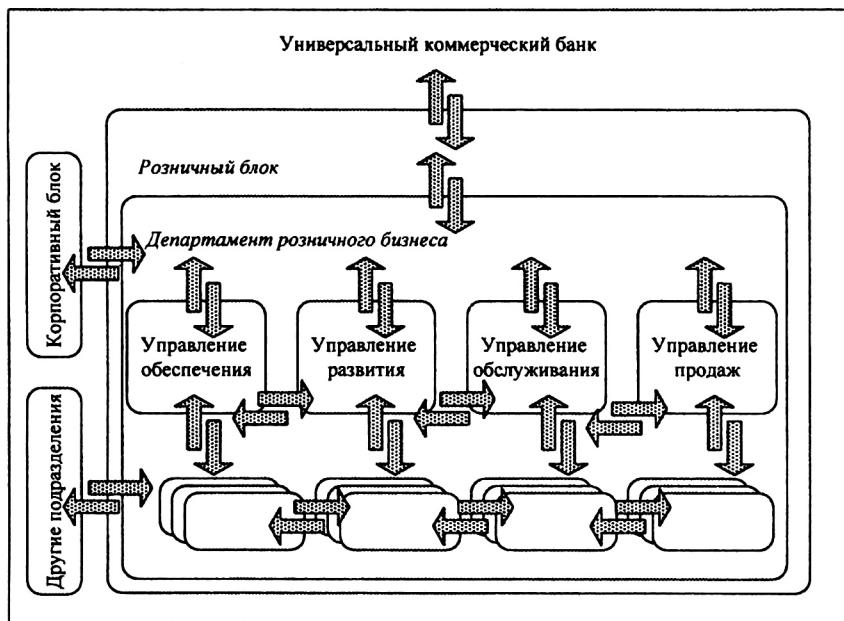 Универсальный коммерческий банк
Розничный блок
Корпоративный блок
Департамент розничного бизнеса
Управление
обеспечения
Управление
развития
Управление
обслуживания
Управление
продаж
Другие подразделения